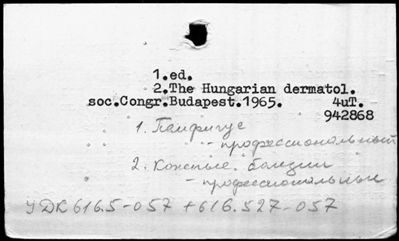 1.ed.
2.The Hungarian dermatol.
soc.Congr.Budapest.1965. 4uT.
942868
1. Пемфигус
-- профессиональный
2. Кожные болезни
- профессиональные
УДК 616.5-057 + 616.527-057